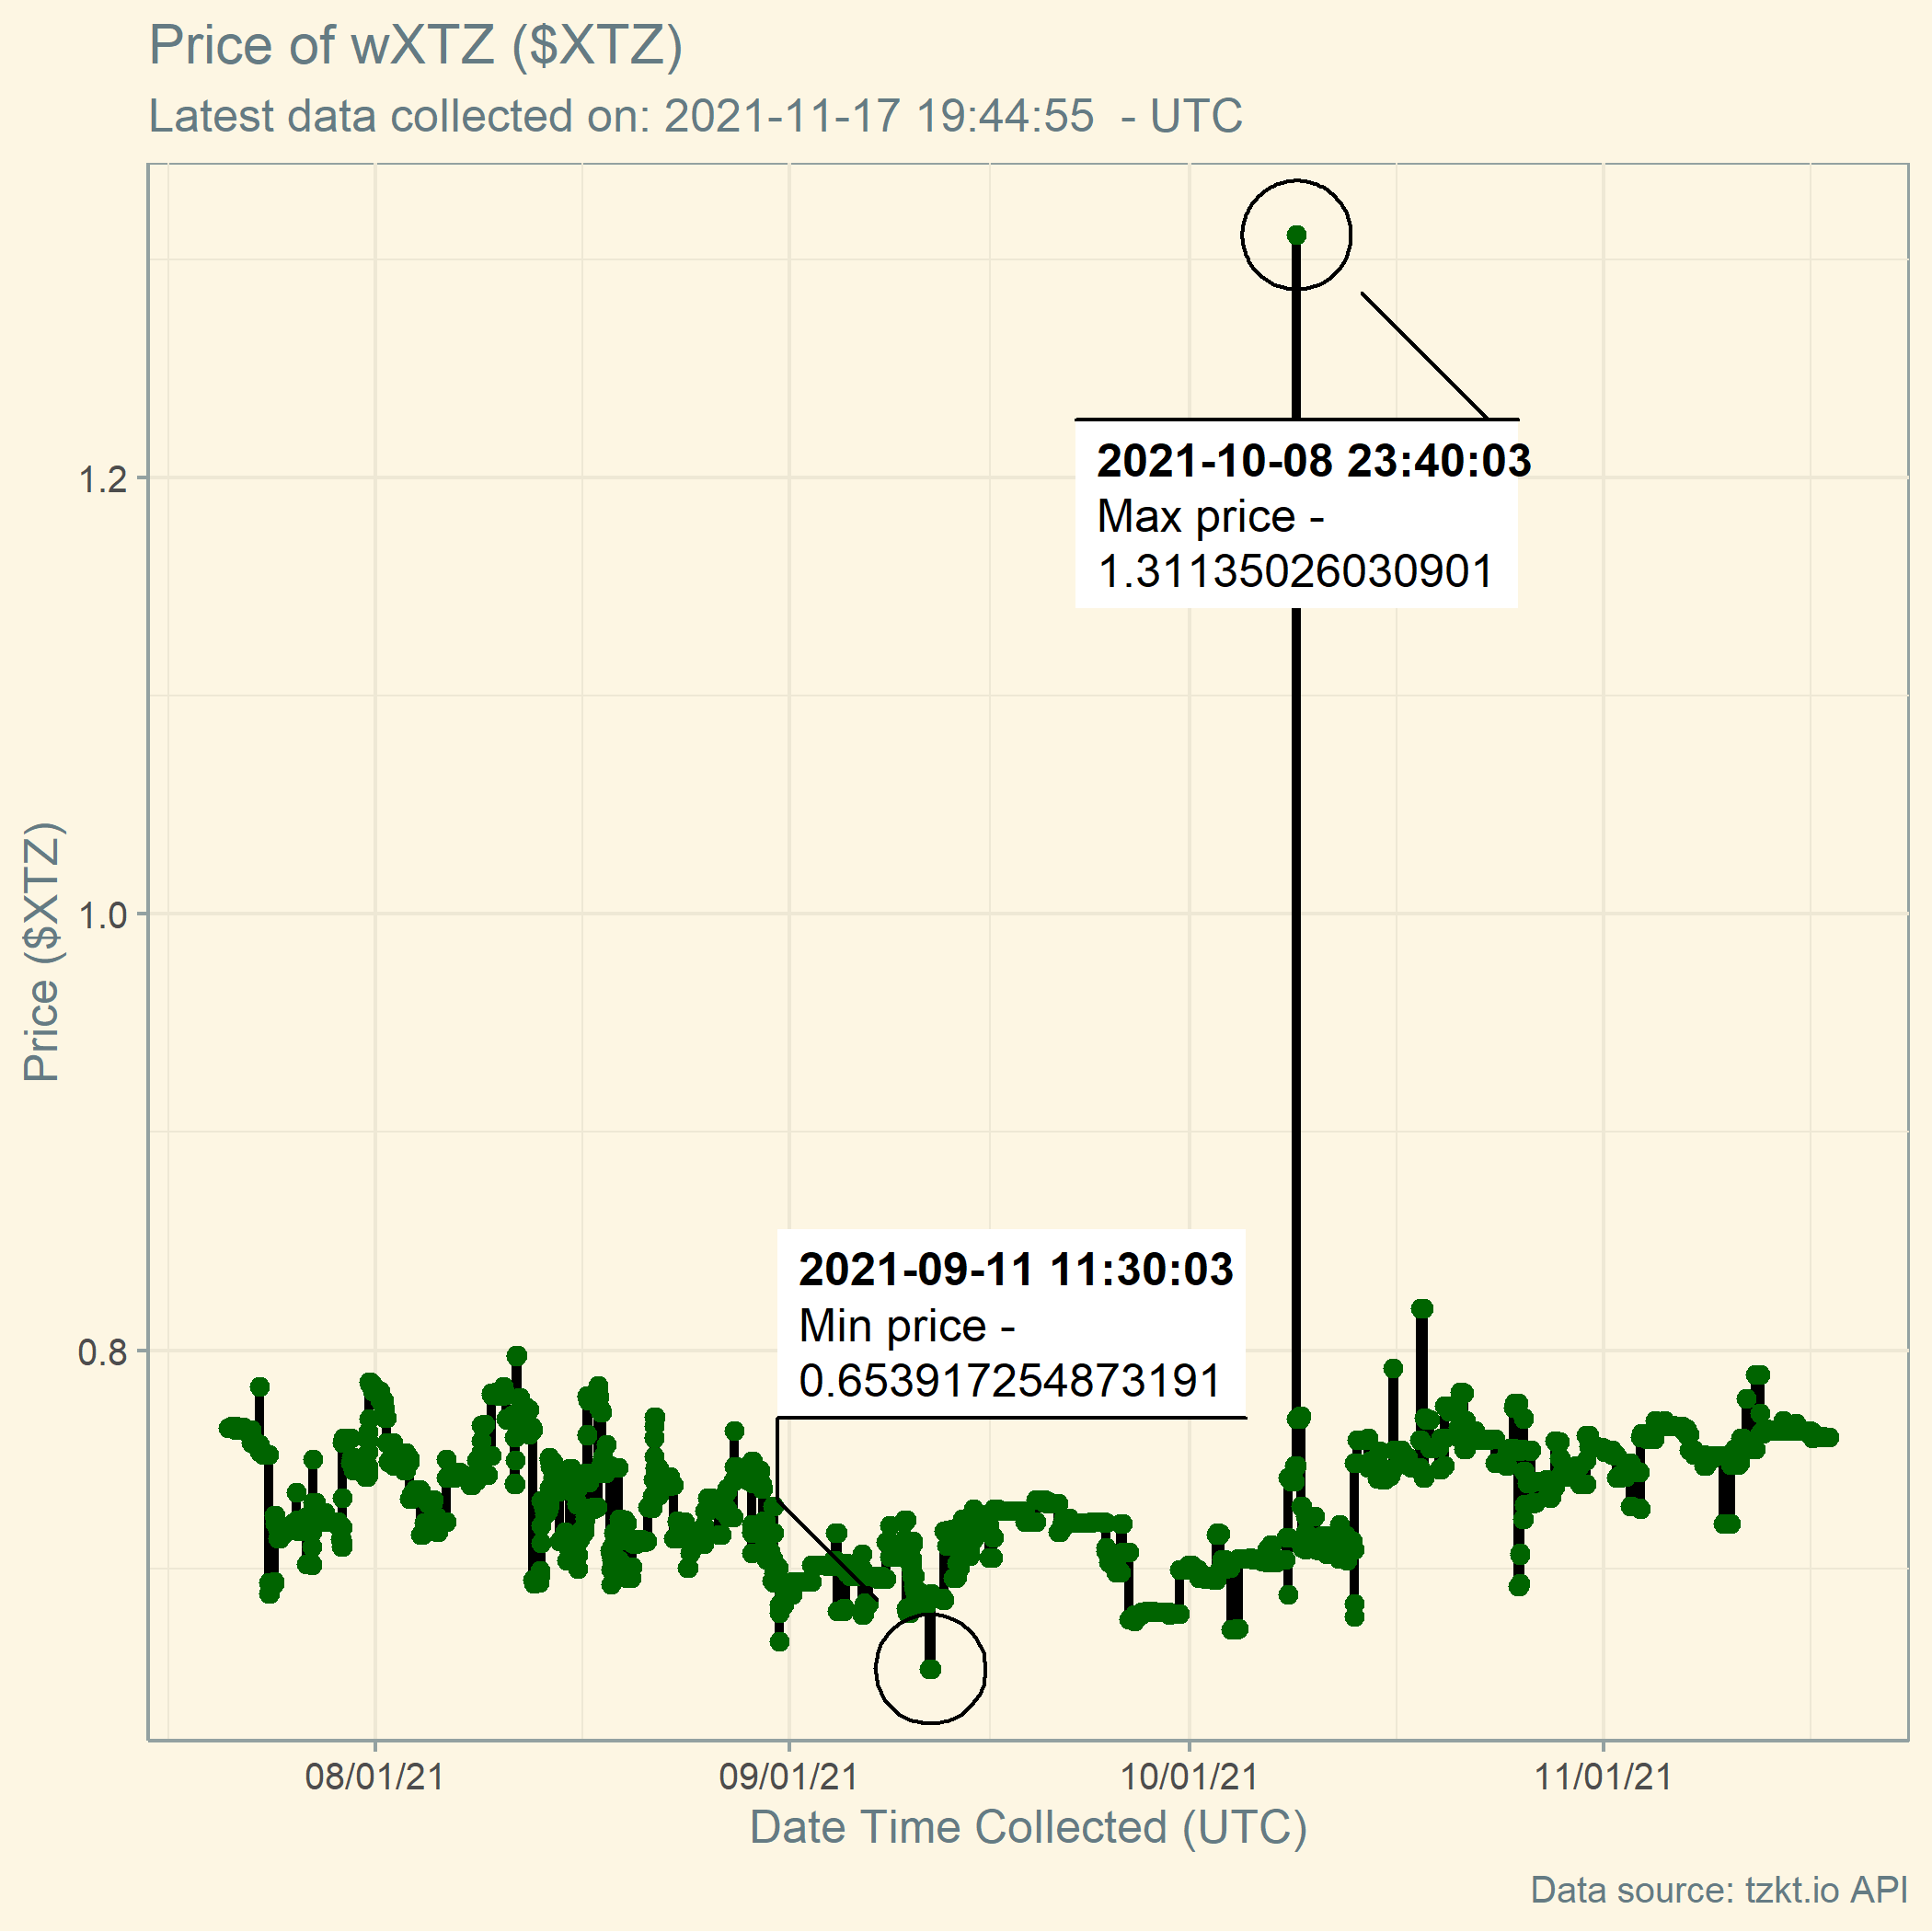 Price of wXTZ ($XTZ)
Latest data collected on: 2021-11-17 19:44:55  - UTC
2021-10-08 23:40:03
Max price -
1.31135026030901
1.2
1.0
0.8
Price ($XTZ)
2021-09-11 11:30:03
Min price -
0.653917254873191
08/01/21
09/01/21
10/01/21
11/01/21
Date Time Collected (UTC)
Data source: tzkt.io API